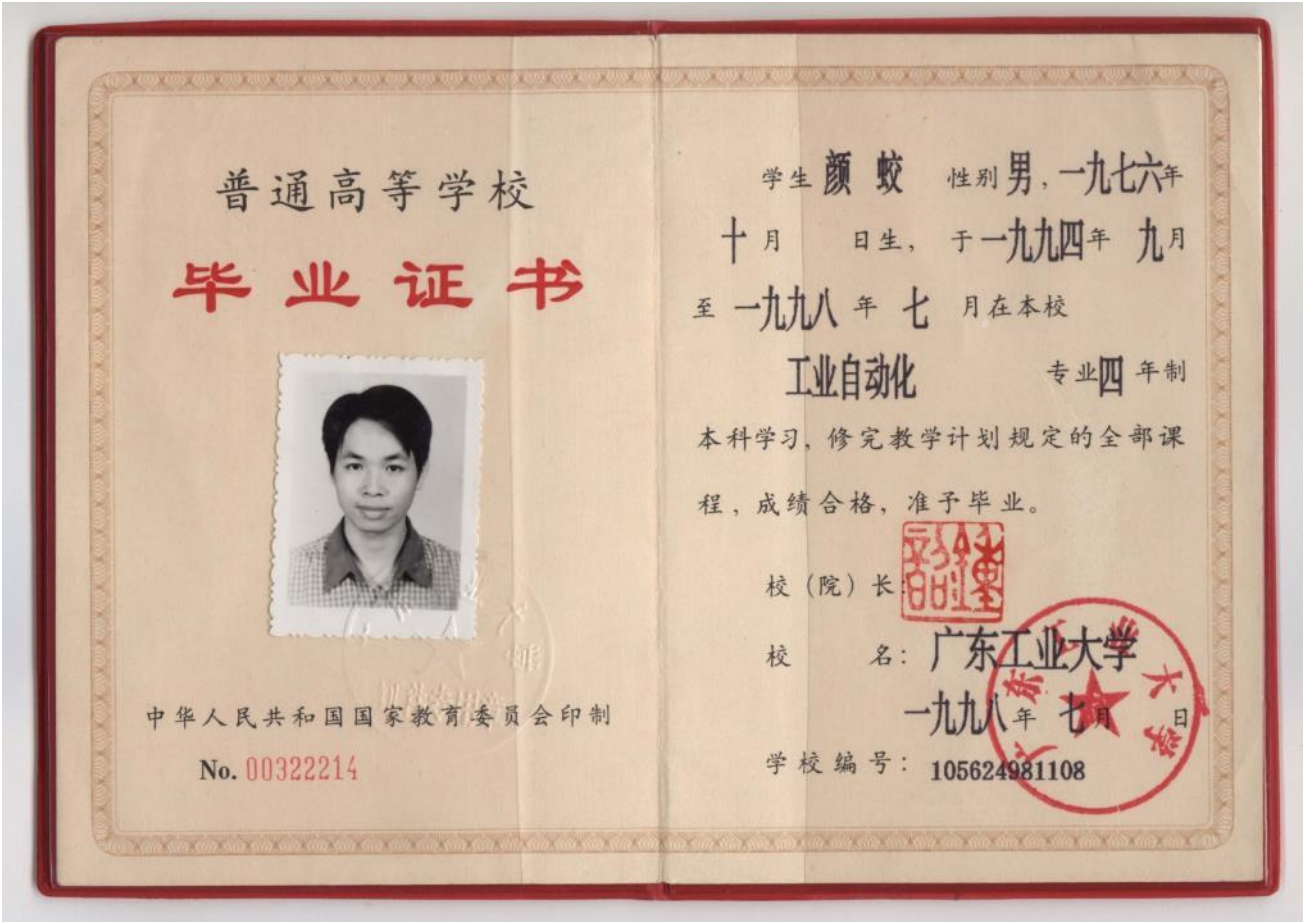 普通高等学校
毕业证书
中华人民共和国国家教育委员会印制
No. 00322214
学生 颜 蛟 性别 男，一九七六年
十月 日生，于一九九四年 九月
至 一九九八 年 七 月在本校
工业自动化 专业四 年制
本科学习，修完教学计划规定的全部课
程，成绩合格，准予毕业。
校（院）长：
校 名：广东工业大学
一九九八年 七月 日
学校编号：105624981108
广东工业大学